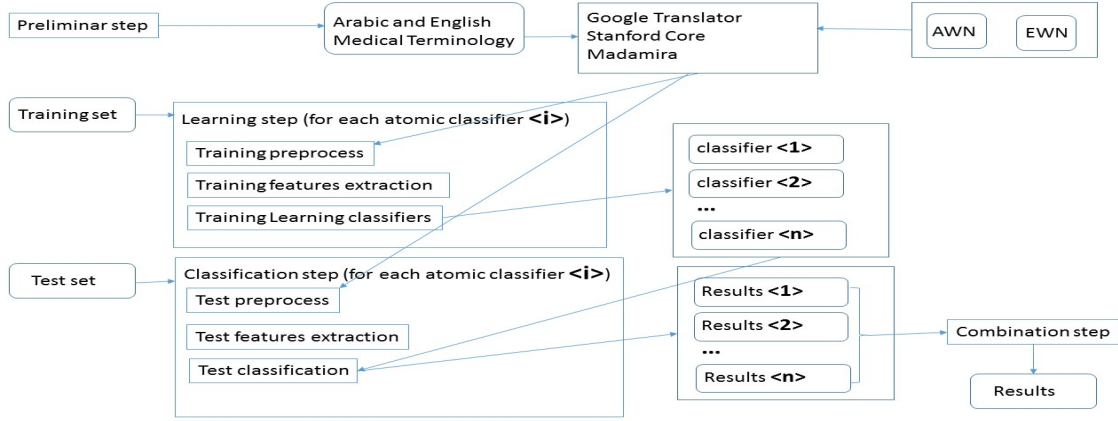 Preliminar step
Arabic and English
Medical Terminology
Google Translator
Stanford Core
Madamira
AWN
EWN
Training set
Learning step (for each atomic classifier <i>)
Training preprocess
Training features extraction
Training Learning classifiers
classifier <1>
classifier <2>
...
classifier <n>
Test set
Classification step (for each atomic classifier <i>)
Test preprocess
Test features extraction
Test classification
Results <1>
Results <2>
...
Results <n>
Combination step
Results